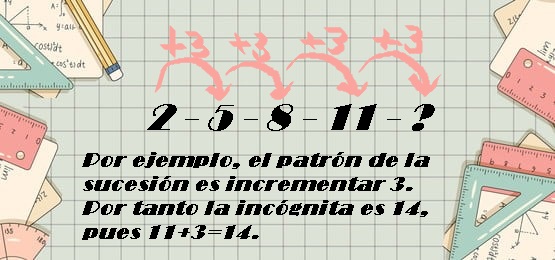 +3 +3 +3 +3
2 - 5 - 8 - 11 - ?
Por ejemplo, el patrón de la
sucesión es incrementar 3.
Por tanto la incógnita es 14,
pues 11+3=14.